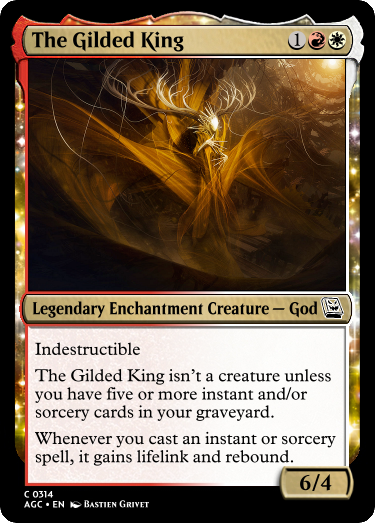 The Gilded King 1
Legendary Enchantment Creature — God
Indestructible
The Gilded King isn't a creature unless
you have five or more instant and/or
sorcery cards in your graveyard.
Whenever you cast an instant or sorcery
spell, it gains lifelink and rebound.
6/4
C 0314
AGC • EN Bastien Grivet